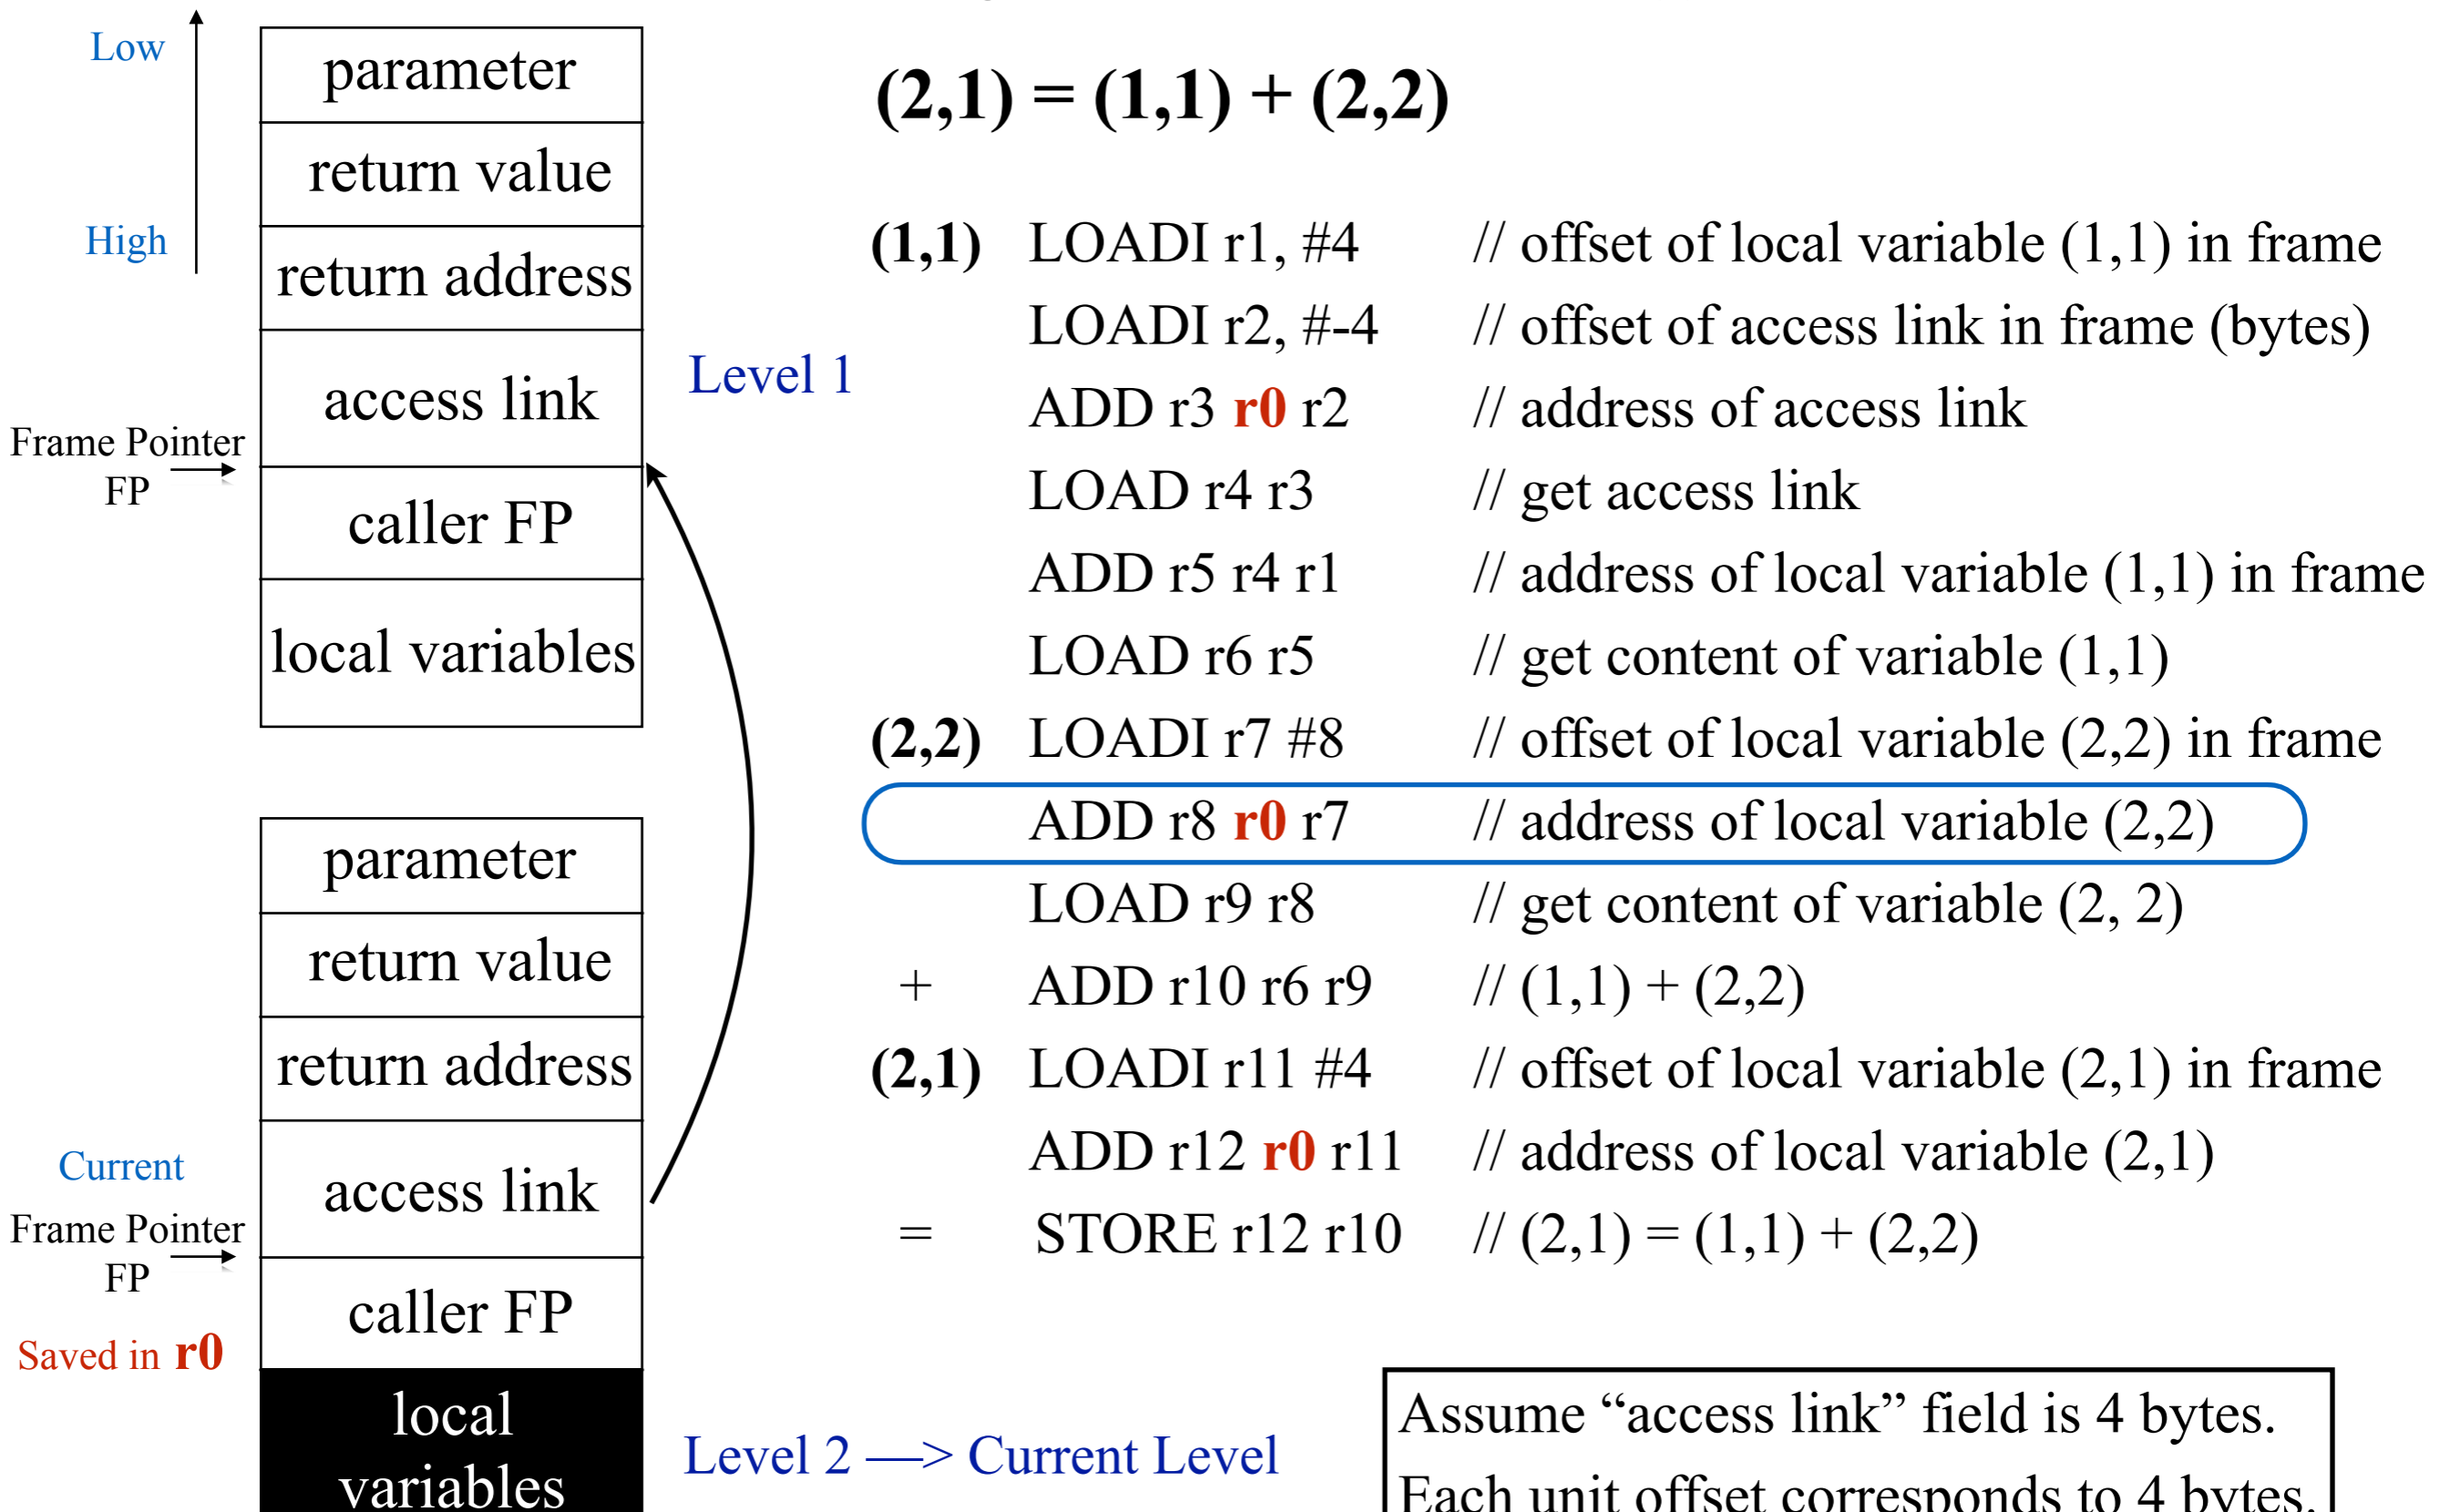 Low
High
parameter
return value
return address
access link
Frame Pointer
FP
caller FP
local variables
Level 1
parameter
return value
return address
access link
Current
Frame Pointer
FP
Saved in r0
caller FP
local
variables
Level 2 —> Current Level
(2,1) = (1,1) + (2,2)
(1,1) LOADI r1, #4 // offset of local variable (1,1) in frame
LOADI r2, #-4 // offset of access link in frame (bytes)
ADD r3 r0 r2 // address of access link
LOAD r4 r3 // get access link
ADD r5 r4 r1 // address of local variable (1,1) in frame
LOAD r6 r5 // get content of variable (1,1)
(2,2) LOADI r7 #8 // offset of local variable (2,2) in frame
ADD r8 r0 r7 // address of local variable (2,2)
LOAD r9 r8 // get content of variable (2, 2)
+ ADD r10 r6 r9 // (1,1) + (2,2)
(2,1) LOADI r11 #4 // offset of local variable (2,1) in frame
ADD r12 r0 r11 // address of local variable (2,1)
= STORE r12 r10 // (2,1) = (1,1) + (2,2)
Assume “access link” field is 4 bytes.
Each unit offset corresponds to 4 bytes.